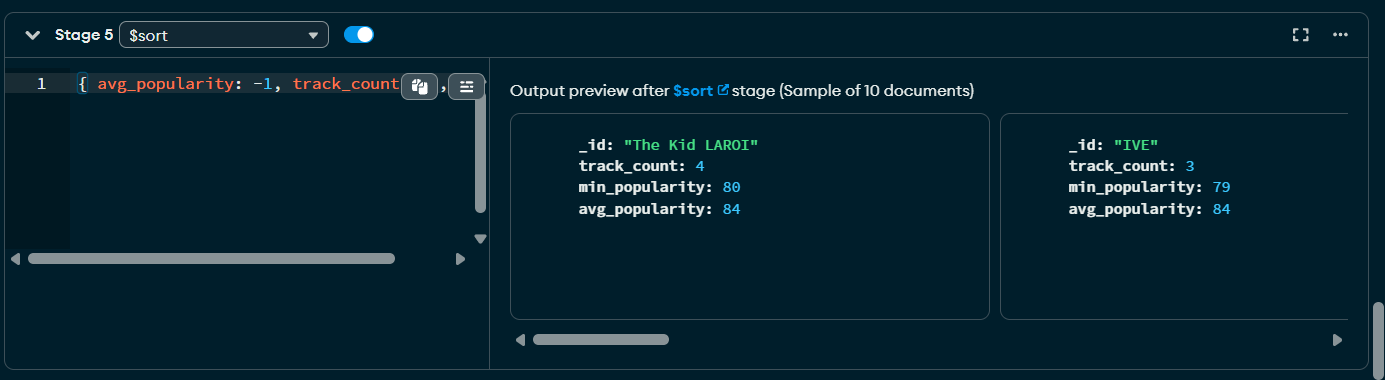 Stage 5 $sort
1 { avg_popularity: -1, track_count ,
Output preview after $sort stage (Sample of 10 documents)
_id: "The Kid LAROI"
track_count: 4
min_popularity: 80
avg_popularity: 84
_id: "IVE"
track_count: 3
min_popularity: 79
avg_popularity: 84